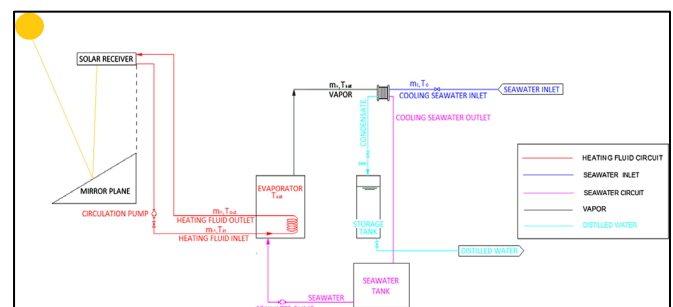 SOLAR RECEIVER
MIRROR PLANE
CIRCULATION PUMP
EVAPORATOR
HEATING FLUID OUTLET
HEATING FLUID INLET
VAPOR
CONDENSATE
COOLING SEAWATER INLET
SEAWATER INLET
COOLING SEAWATER OUTLET
STORAGE
TANK
DISTILLED WATER
SEAWATER
TANK
SEAWATER
HEATING FLUID CIRCUIT
SEAWATER INLET
SEAWATER CIRCUIT
VAPOR
DISTILLED WATER